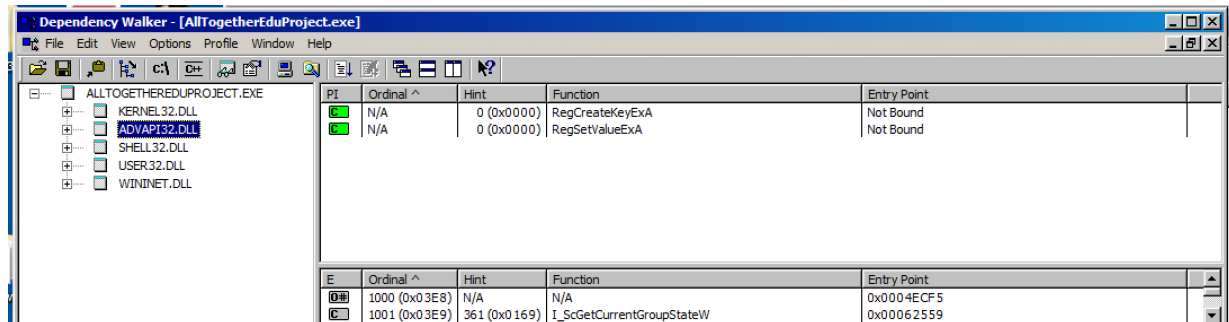 Dependency Walker - [AllTogetherEduProject.exe]
File Edit View Options Profile Window Help
C:\ C++
ALLTOGETHEREDUPROJECT.EXE
KERNEL32.DLL
ADVAPI32.DLL
SHELL32.DLL
USER32.DLL
WININET.DLL
PI Ordinal ^ Hint Function Entry Point
C N/A 0 (0x0000) RegCreateKeyExA Not Bound
C N/A 0 (0x0000) RegSetValueExA Not Bound
E Ordinal ^ Hint Function Entry Point
O# 1000 (0x03E8) N/A N/A 0x0004ECF5
C 1001 (0x03E9) 361 (0x0169) I_ScGetCurrentGroupStateW 0x00062559